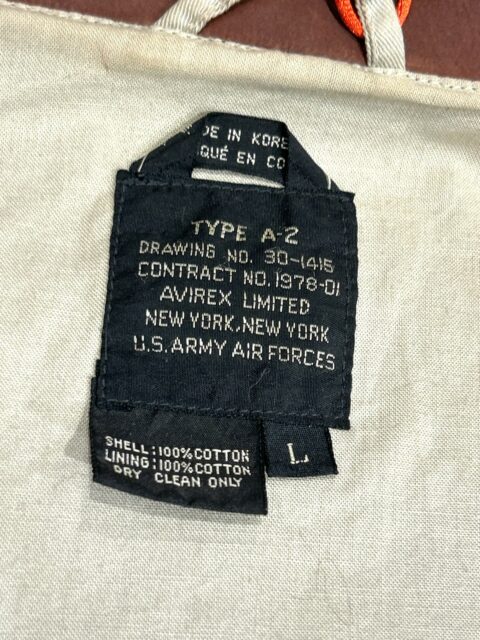 DE IN KORE
QUÉ EN CO
TYPE A-2
DRAWING NO. 30-1415
CONTRACT NO.1978-01
AVIREX LIMITED
NEW YORK,NEW YORK
U.S. ARMY AIR FORCES
SHELL:100%COTTON
LINING:100%COTTON
DRY CLEAN ONLY
L